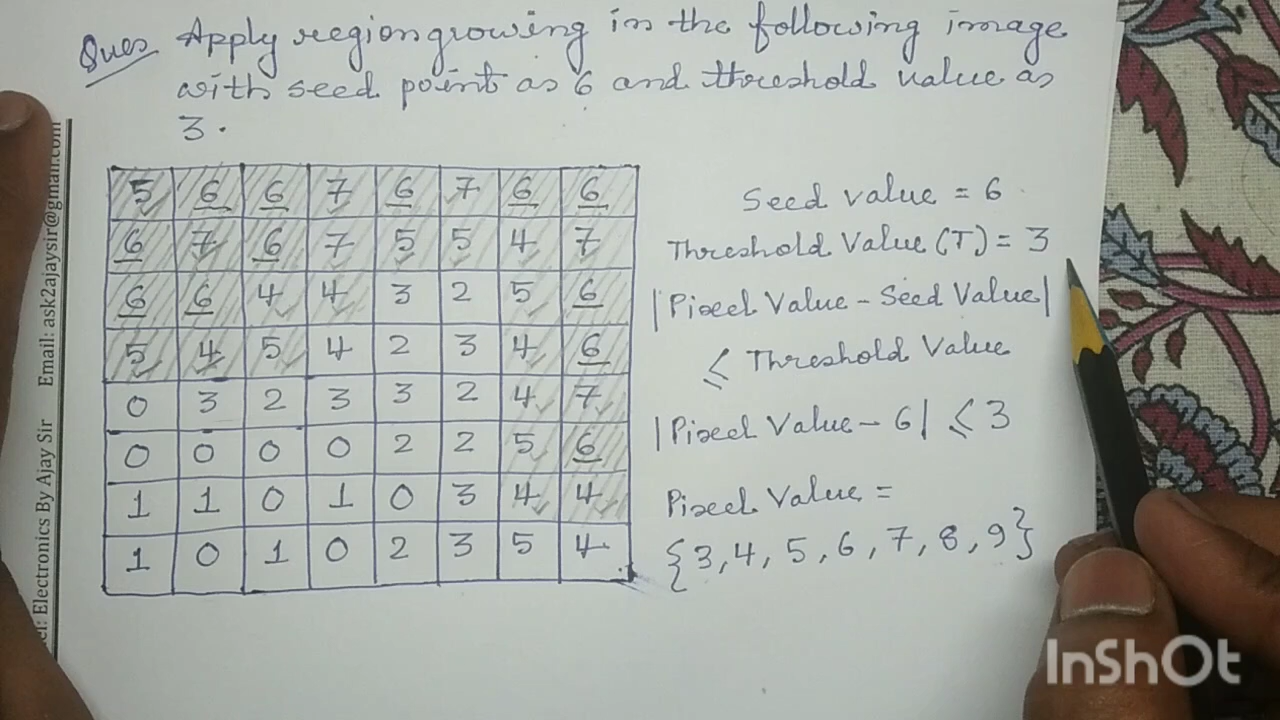 Ques Apply region growing in the following image
with seed point as 6 and threshold value as
3.
5 6 6 7 6 7 6 6
6 7 6 7 5 5 4 7
6 6 4 4 3 2 5 6
5 4 5 4 2 3 4 6
0 3 2 3 3 2 4 7
0 0 0 0 2 2 5 6
1 1 0 1 0 3 4 4
1 0 1 0 2 3 5 4
Seed value = 6
Threshold Value (T) = 3
|Pixel Value - Seed Value|
≤ Threshold Value
|Pixel Value - 6| ≤ 3
Pixel Value =
{3, 4, 5, 6, 7, 8, 9}
: Electronics By Ajay Sir Email: ask2ajaysir@gmail.com
InShOt